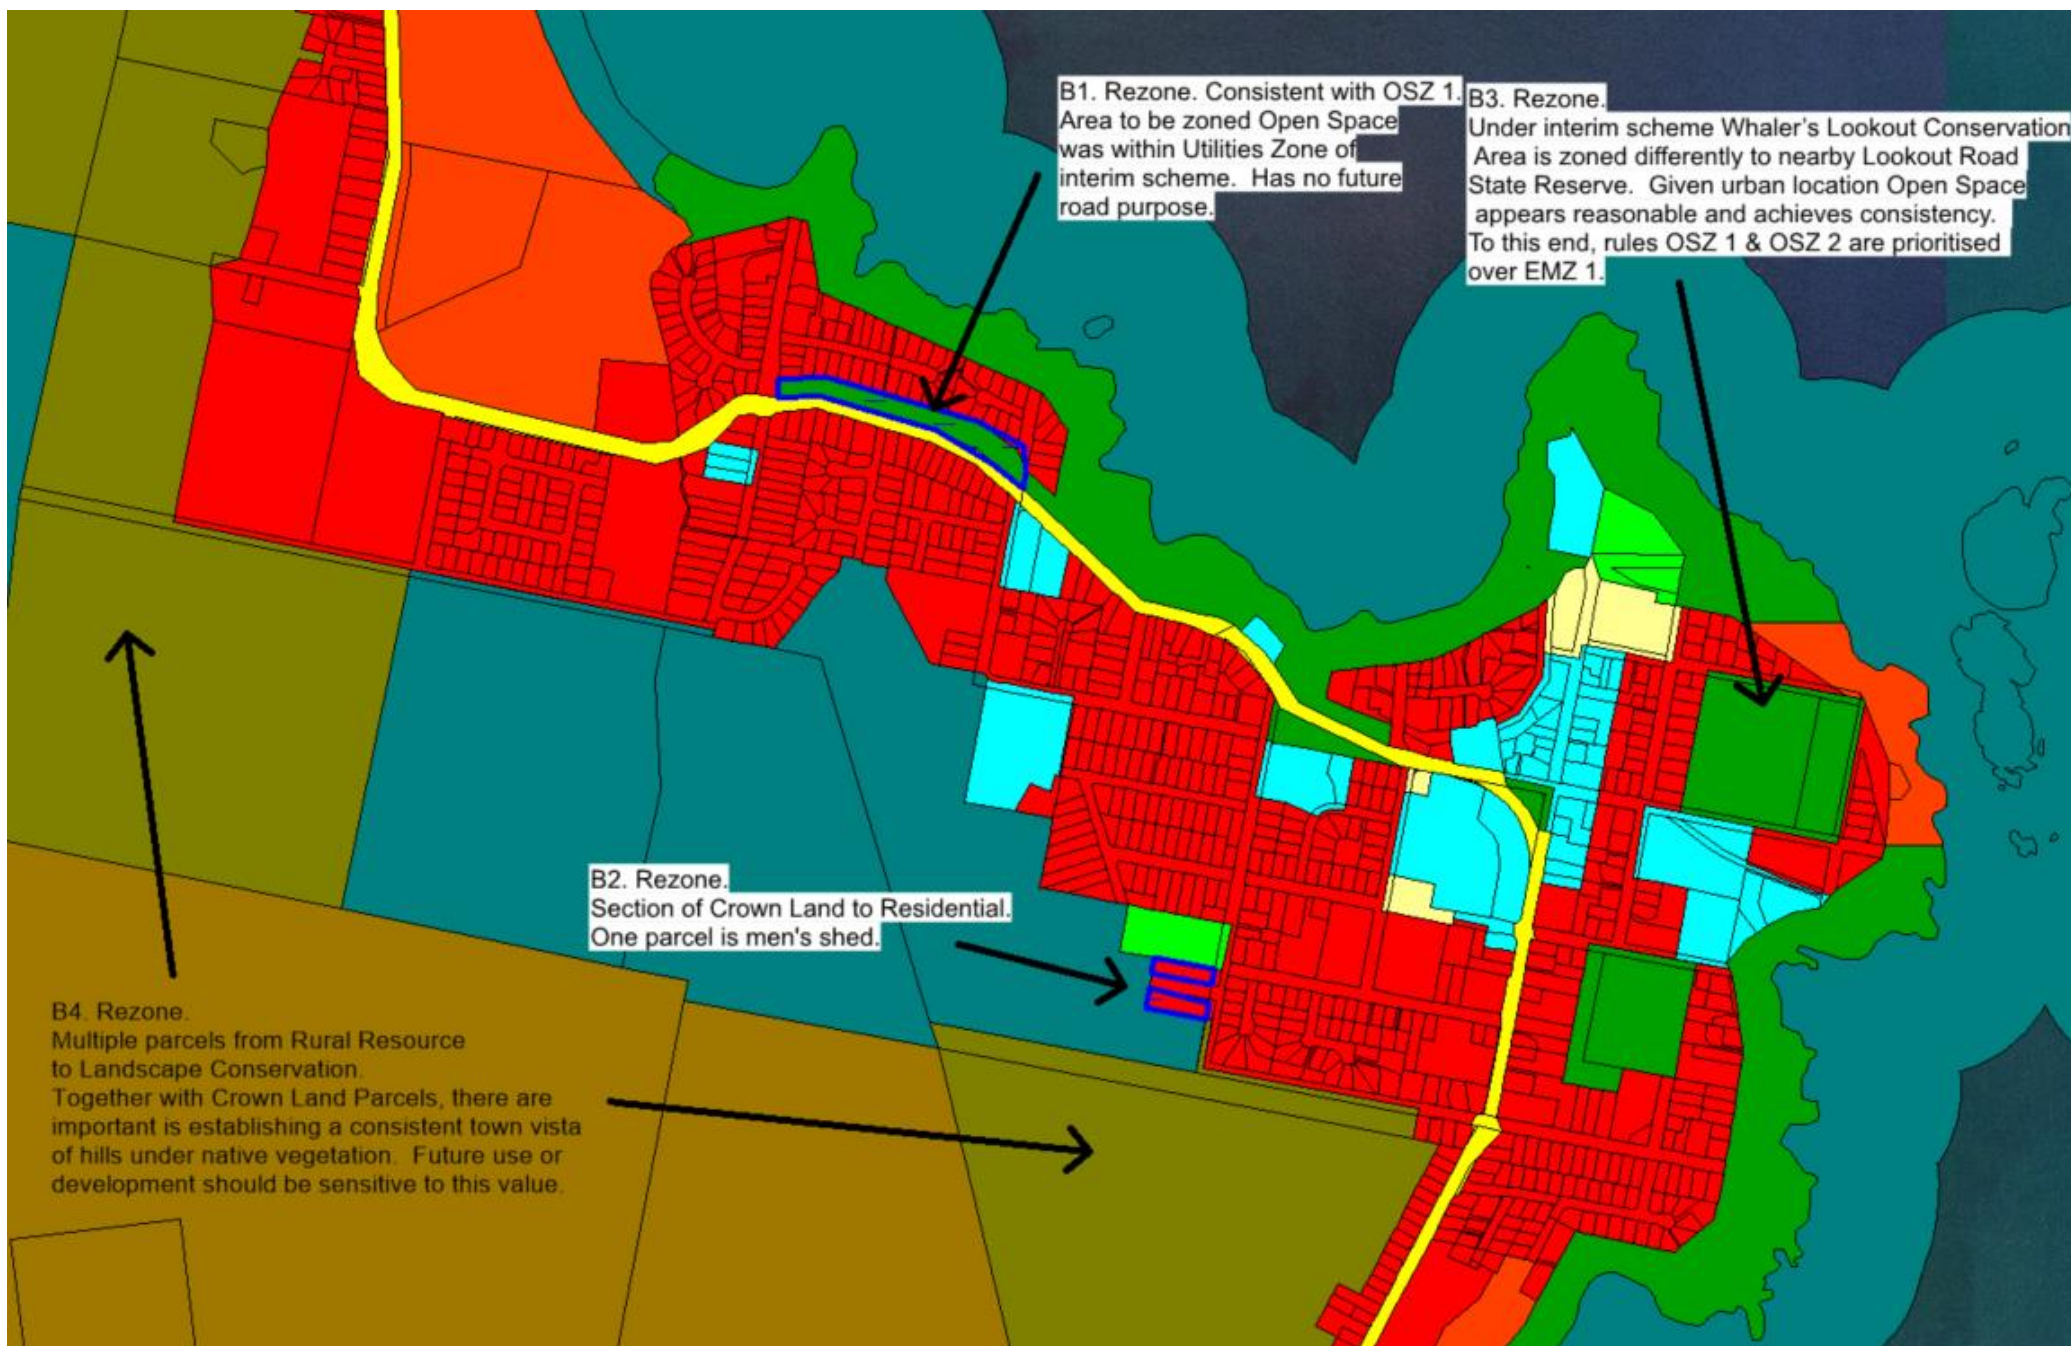 B1. Rezone. Consistent with OSZ 1.
Area to be zoned Open Space
was within Utilities Zone of
interim scheme. Has no future
road purpose.
B3. Rezone.
Under interim scheme Whaler's Lookout Conservation
Area is zoned differently to nearby Lookout Road
State Reserve. Given urban location Open Space
appears reasonable and achieves consistency.
To this end, rules OSZ 1 & OSZ 2 are prioritised
over EMZ 1.
B2. Rezone.
Section of Crown Land to Residential.
One parcel is men's shed.
B4. Rezone.
Multiple parcels from Rural Resource
to Landscape Conservation.
Together with Crown Land Parcels, there are
important is establishing a consistent town vista
of hills under native vegetation. Future use or
development should be sensitive to this value.